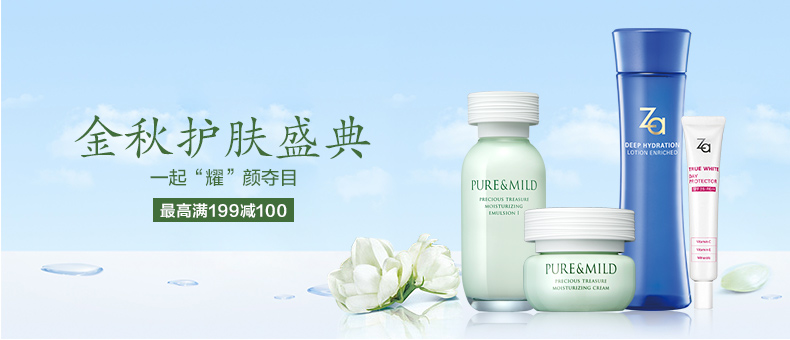 金秋护肤盛典
一起“耀”颜夺目
最高满199减100
PURE&MILD
PRECIOUS TREASURE
MOISTURIZING
EMULSION I
PURE&MILD
PRECIOUS TREASURE
MOISTURIZING CREAM
Za
DEEP HYDRATION
LOTION ENRICHED
Za
TRUE WHITE
DAY
PROTECTOR